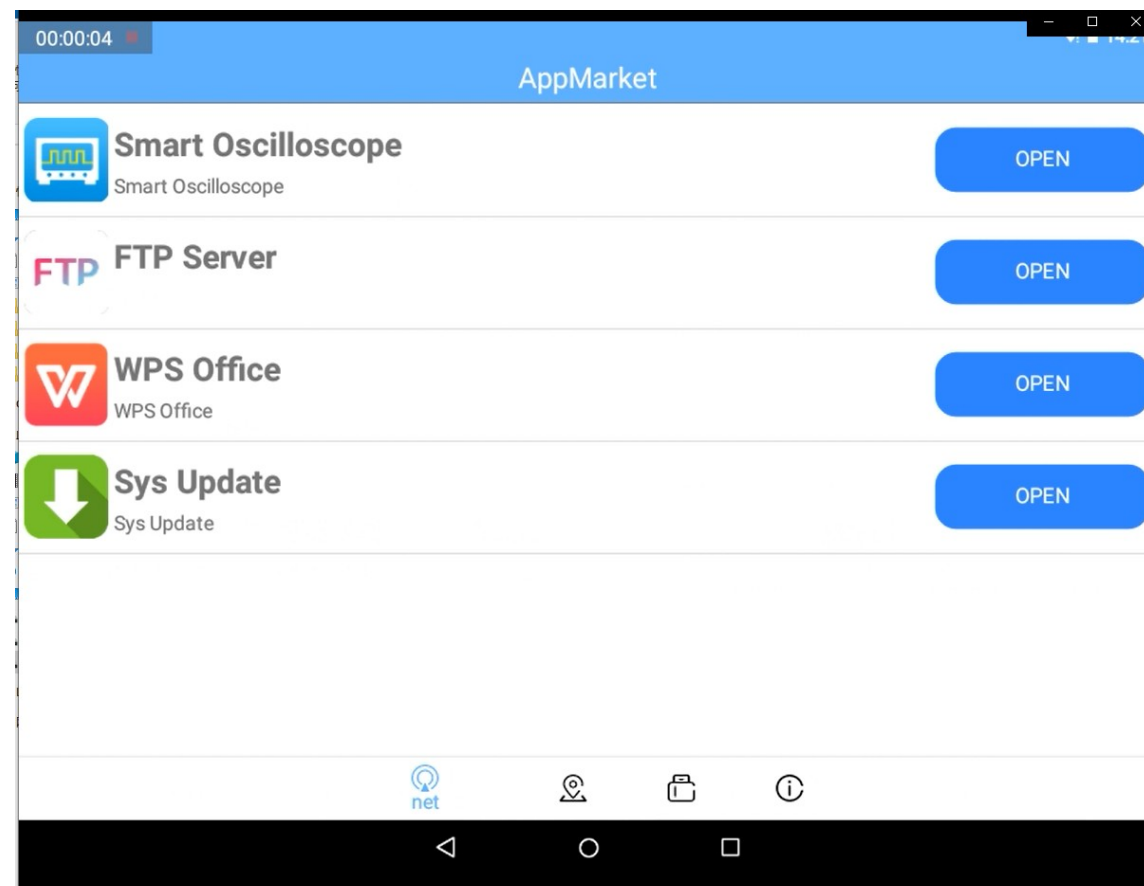 00:00:04
AppMarket
Smart Oscilloscope
Smart Oscilloscope
OPEN
FTP
FTP Server
OPEN
WPS Office
WPS Office
OPEN
Sys Update
Sys Update
OPEN
net